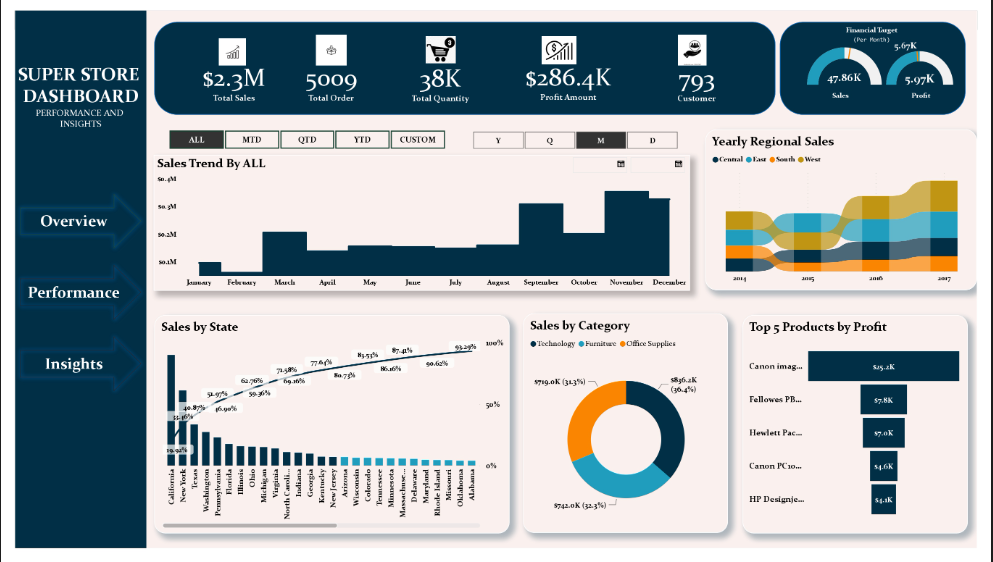 SUPER STORE
DASHBOARD
PERFORMANCE AND
INSIGHTS
Overview
Performance
Insights
$2.3M
Total Sales
5009
Total Order
38K
Total Quantity
$286.4K
Profit Amount
793
Customer
Financial Target
(Per Month)
47.86K
Sales
5.67K
5.97K
Profit
ALL MTD QTD YTD CUSTOM
Y Q M D
Sales Trend By ALL
$0.4M
$0.3M
$0.2M
$0.1M
January February March April May June July August September October November December
Yearly Regional Sales
Central East South West
2014 2015 2016 2017
Sales by State
19.92%
33.46%
40.87%
46.90%
51.97%
59.36%
62.76%
69.16%
71.58%
77.64%
80.73%
83.53%
86.16%
87.41%
90.62%
93.29%
100%
50%
0%
California
New York
Texas
Washington
Pennsylvania
Florida
Illinois
Ohio
Michigan
Virginia
North Caroli...
Indiana
Georgia
Kentucky
New Jersey
Arizona
Wisconsin
Colorado
Tennessee
Minnesota
Massachuse...
Delaware
Maryland
Rhode Island
Missouri
Oklahoma
Alabama
Sales by Category
Technology Furniture Office Supplies
$719.0K (31.3%)
$836.2K
(36.4%)
$742.0K (32.3%)
Top 5 Products by Profit
Canon imag... $25.2K
Fellowes PB... $7.8K
Hewlett Pac... $7.0K
Canon PC10... $4.6K
HP Designje... $4.1K